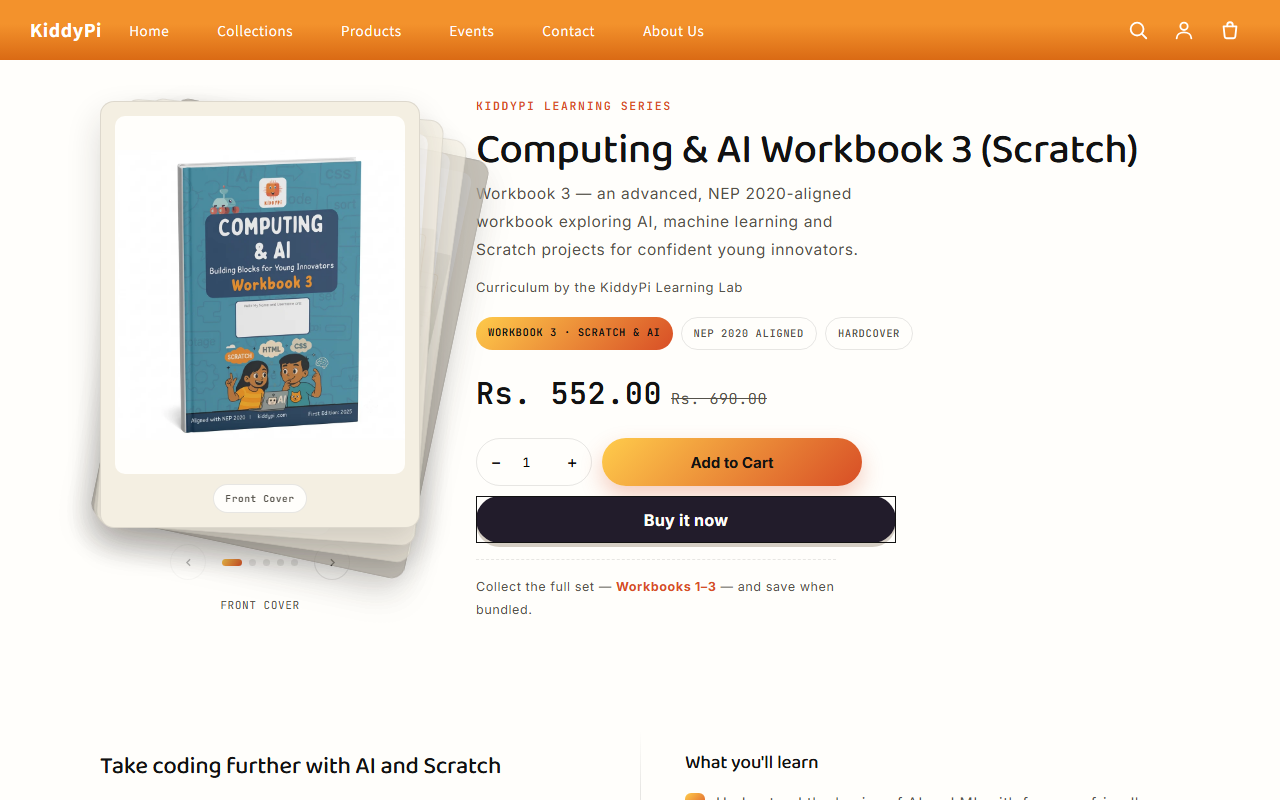 KiddyPi
Home
Collections
Products
Events
Contact
About Us
COMPUTING
& AI
Building Blocks for Young Innovators
Workbook 3
SCRATCH
HTML
CSS
AI
Aligned with NEP 2020 | kiddypi.com
First Edition: 2025
Front Cover
FRONT COVER
KIDDYPI LEARNING SERIES
Computing & AI Workbook 3 (Scratch)
Workbook 3 — an advanced, NEP 2020-aligned
workbook exploring AI, machine learning and
Scratch projects for confident young innovators.
Curriculum by the KiddyPi Learning Lab
WORKBOOK 3 · SCRATCH & AI
NEP 2020 ALIGNED
HARDCOVER
Rs. 552.00 Rs. 690.00
− 1 +
Add to Cart
Buy it now
Collect the full set — Workbooks 1–3 — and save when
bundled.
Take coding further with AI and Scratch
What you'll learn